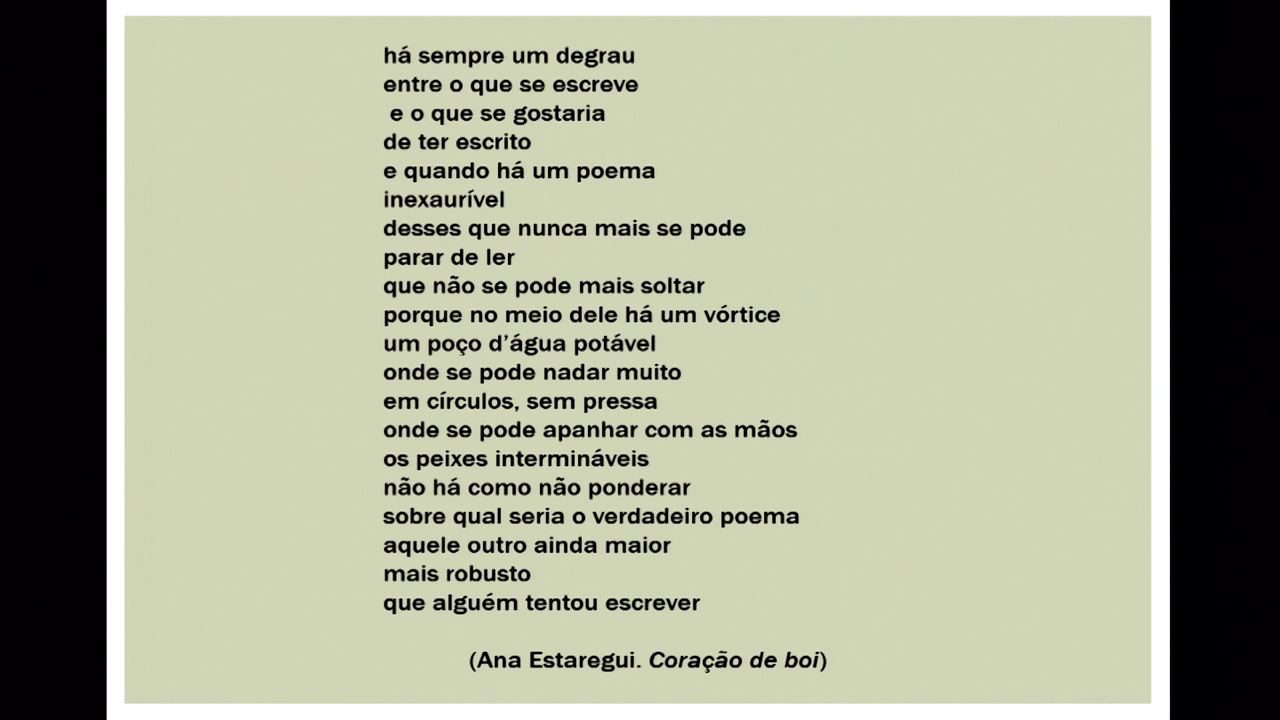 há sempre um degrau
entre o que se escreve
e o que se gostaria
de ter escrito
e quando há um poema
inexaurível
desses que nunca mais se pode
parar de ler
que não se pode mais soltar
porque no meio dele há um vórtice
um poço d’água potável
onde se pode nadar muito
em círculos, sem pressa
onde se pode apanhar com as mãos
os peixes intermináveis
não há como não ponderar
sobre qual seria o verdadeiro poema
aquele outro ainda maior
mais robusto
que alguém tentou escrever
(Ana Estaregui. Coração de boi)